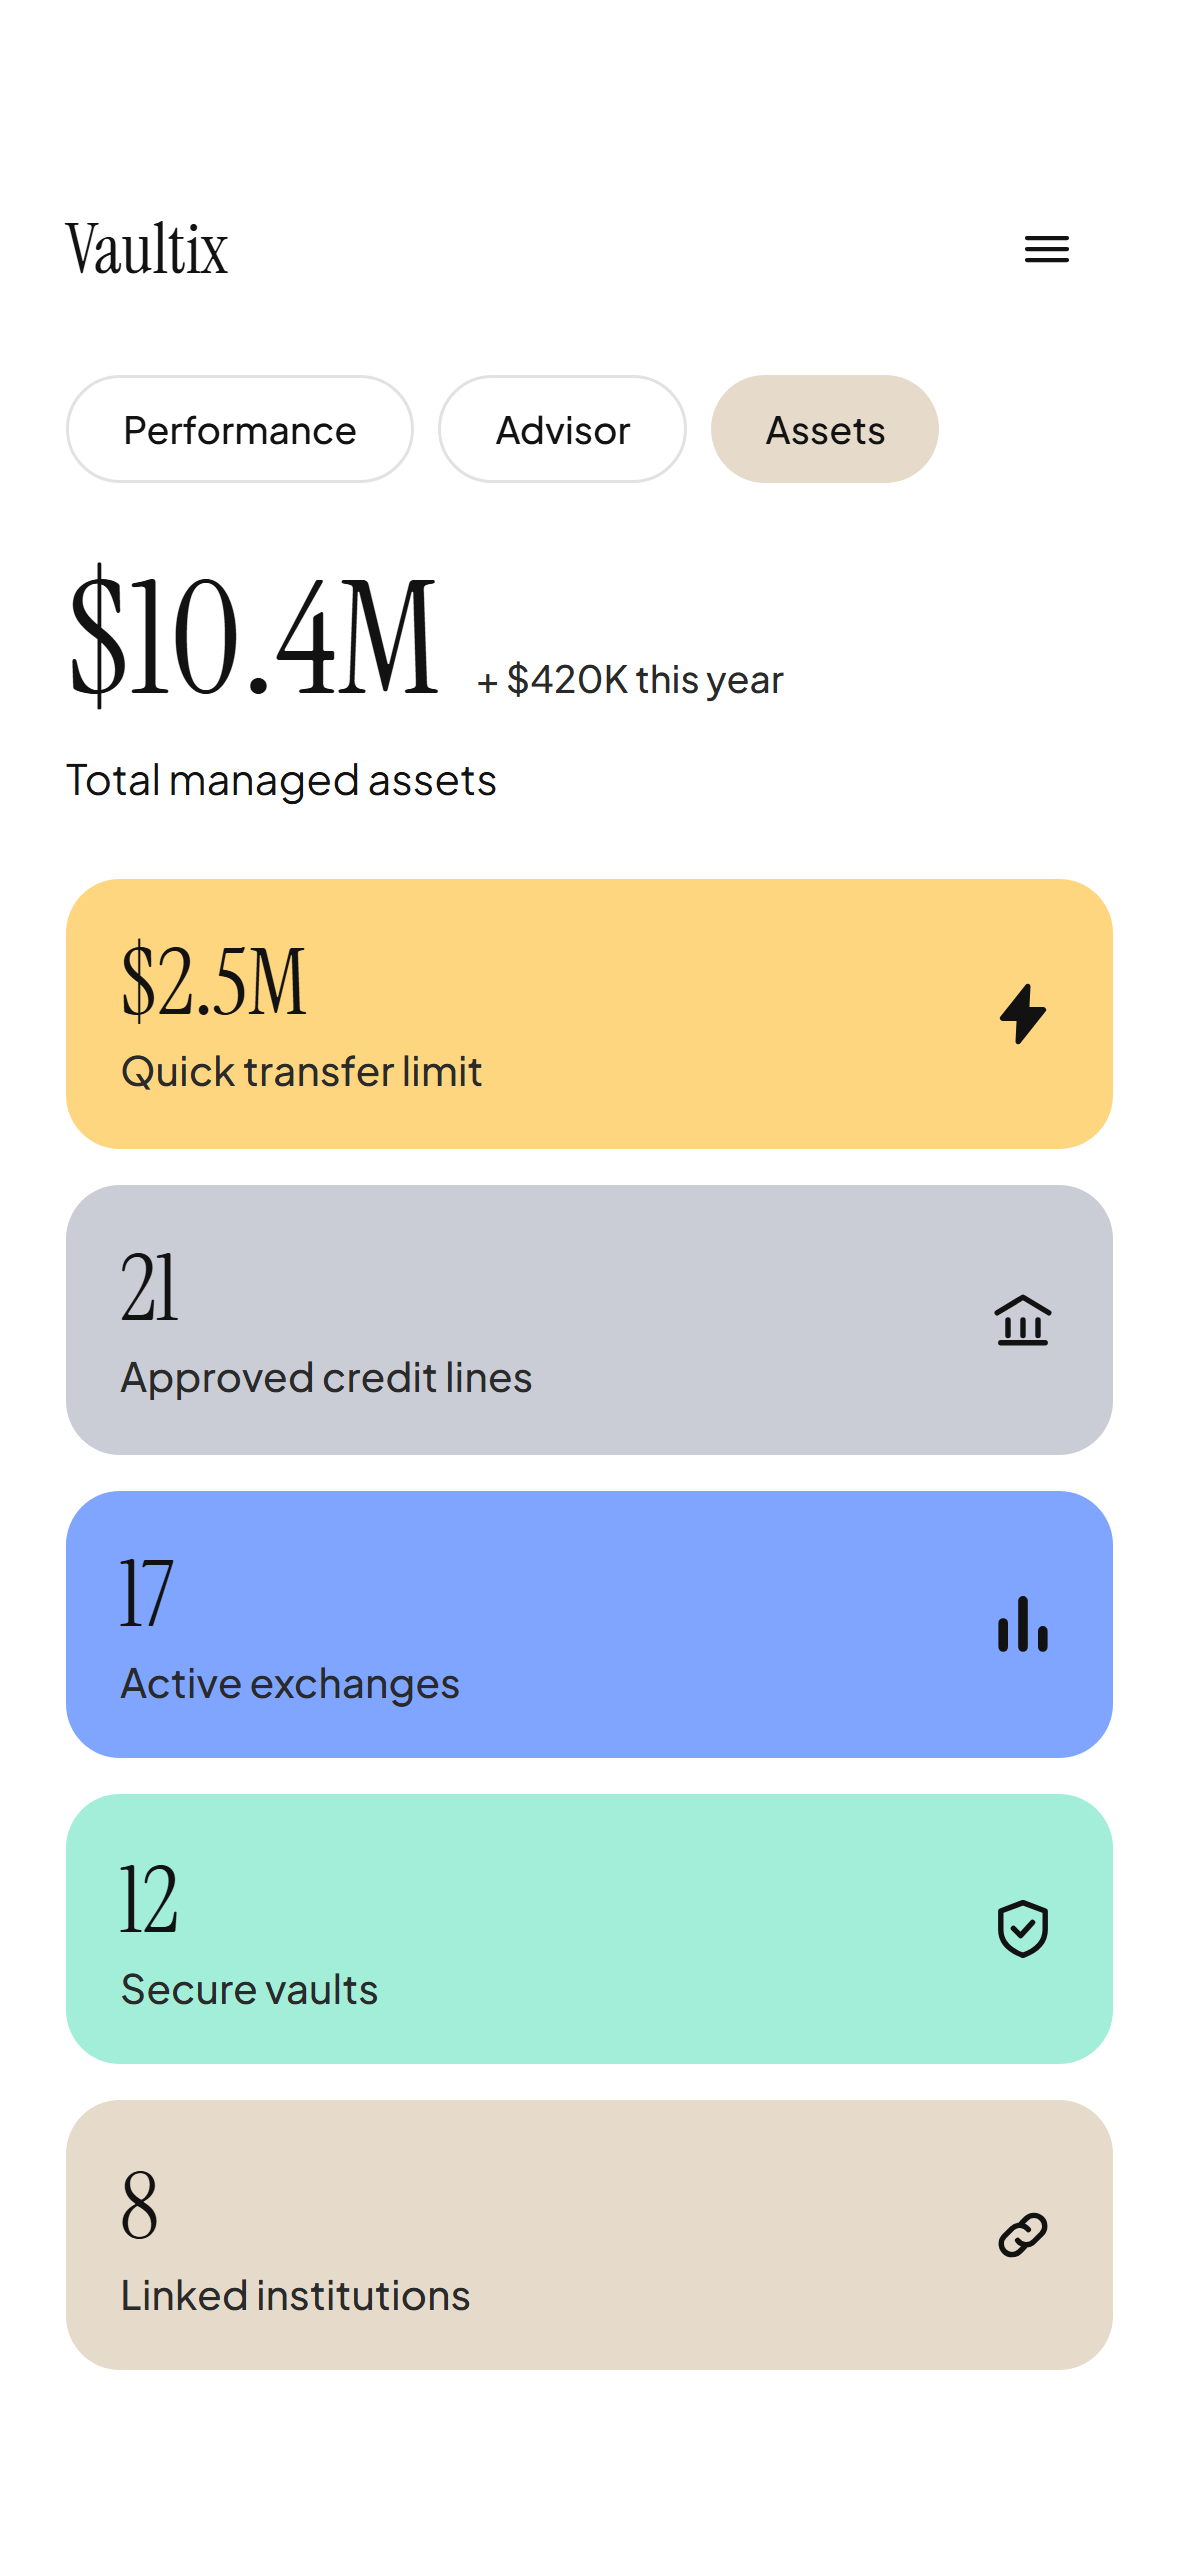 Vaultix
Performance Advisor Assets
$10.4M + $420K this year
Total managed assets
$2.5M
Quick transfer limit
21
Approved credit lines
17
Active exchanges
12
Secure vaults
8
Linked institutions